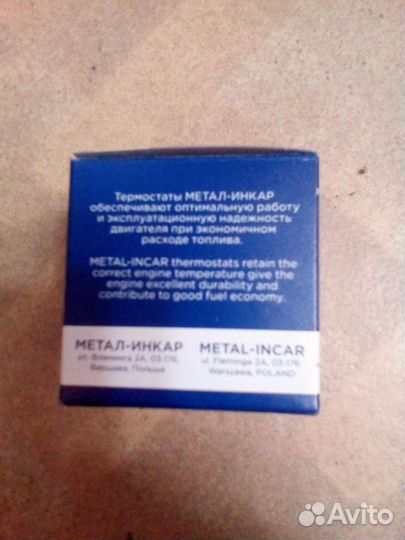 Термостаты МЕТАЛ-ИНКАР
обеспечивают оптимальную работу
и эксплуатационную надежность
двигателя при экономичном
расходе топлива.
METAL-INCAR thermostats retain the
correct engine temperature give the
engine excellent durability and
contribute to good fuel economy.
МЕТАЛ-ИНКАР
ул. Флеминга 2А, 03-176,
Варшава, Польша
METAL-INCAR
ul. Fleminga 2A, 03-176
Warszawa, POLAND
Avito